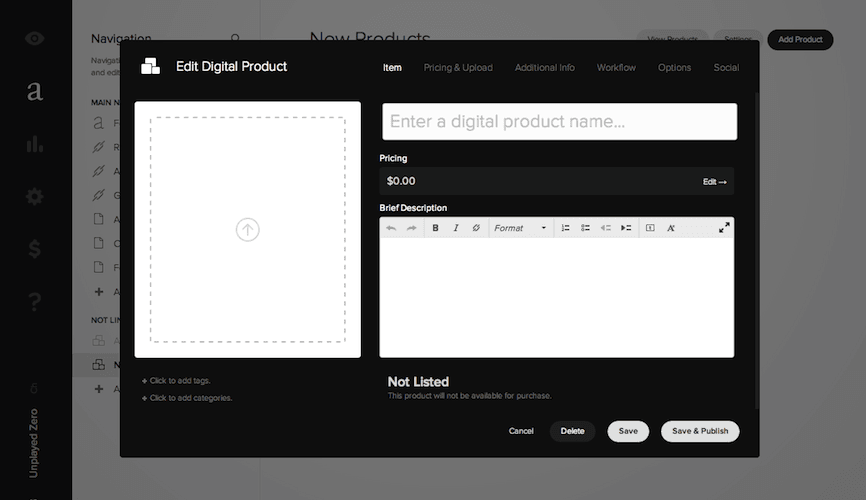 a
6
Unplayed Zero
Navigation
Navig
and edit
MAIN N
NOT LIN
New Products
View Products
Settings
Add Product
Edit Digital Product
Item
Pricing & Upload
Additional Info
Workflow
Options
Social
Enter a digital product name...
Pricing
$0.00
Edit →
Brief Description
B
I
Format
+ Click to add tags.
+ Click to add categories.
Not Listed
This product will not be available for purchase.
Cancel
Delete
Save
Save & Publish